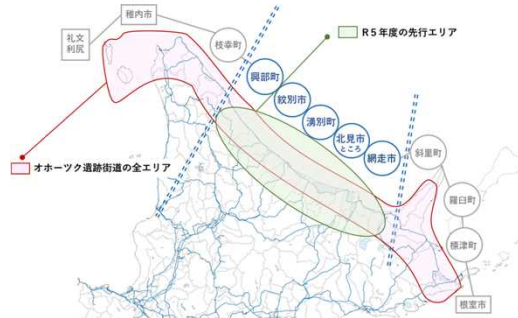 稚内市
礼文
利尻
枝幸町
R5年度の先行エリア
興部町
紋別市
湧別町
北見市
ところ
網走市
斜里町
オホーツク遺跡街道の全エリア
羅臼町
標津町
根室市